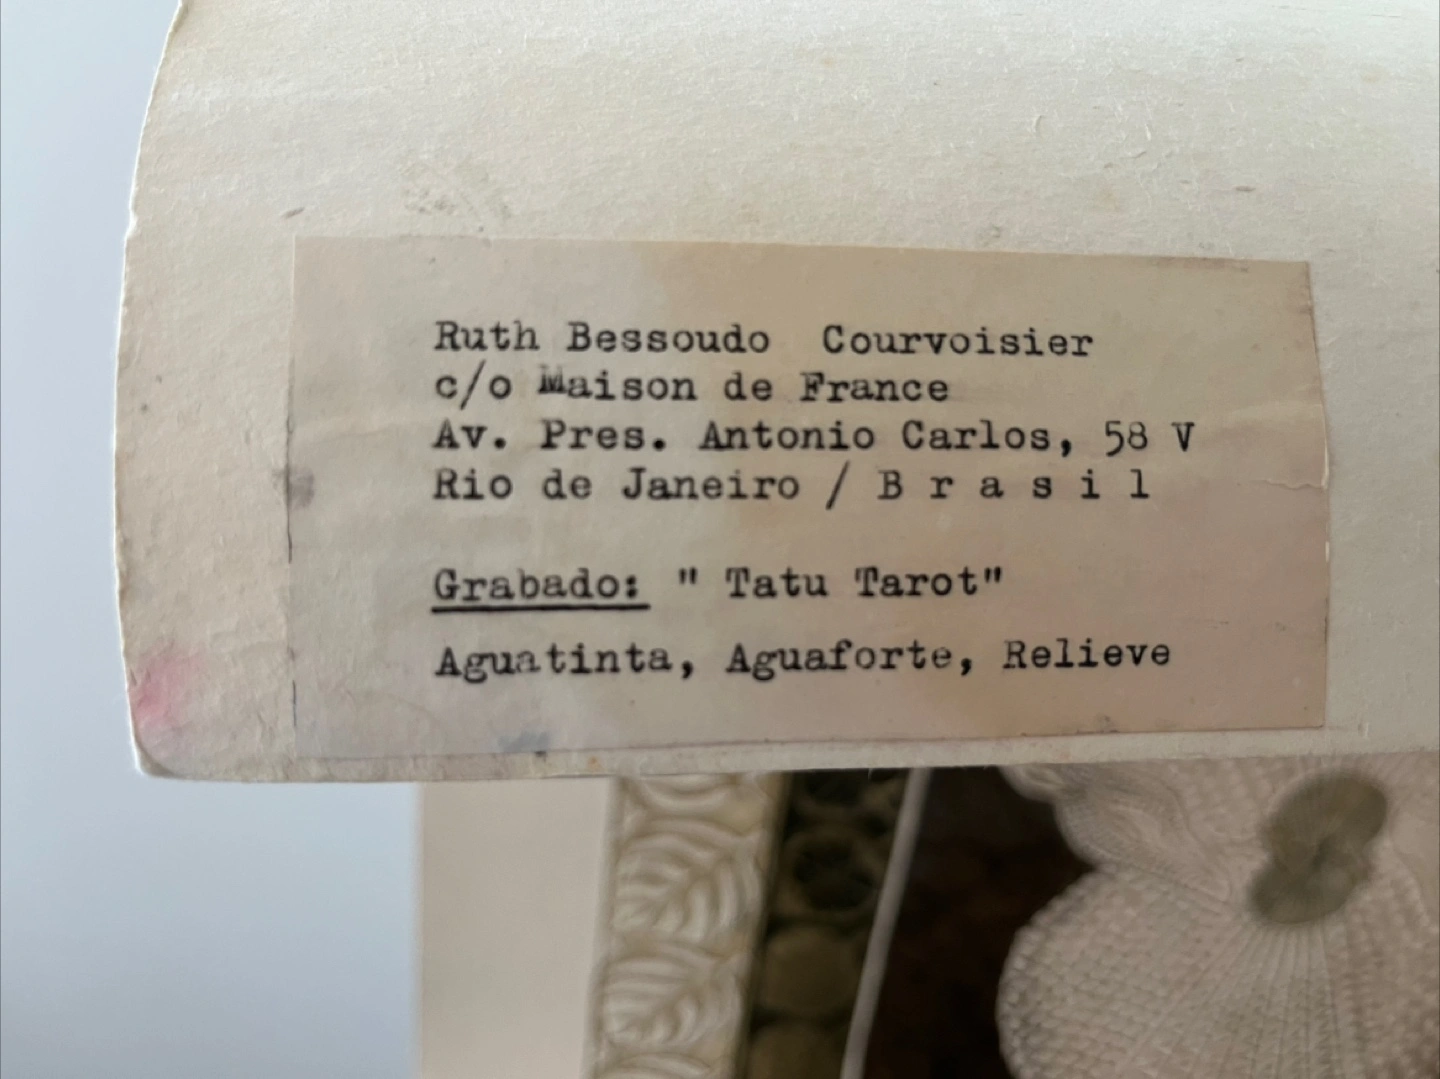 Ruth Bessoudo Courvoisier
c/o Maison de France
Av. Pres. Antonio Carlos, 58 V
Rio de Janeiro / B r a s i l
Grabado: " Tatu Tarot"
Aguatinta, Aguaforte, Relieve